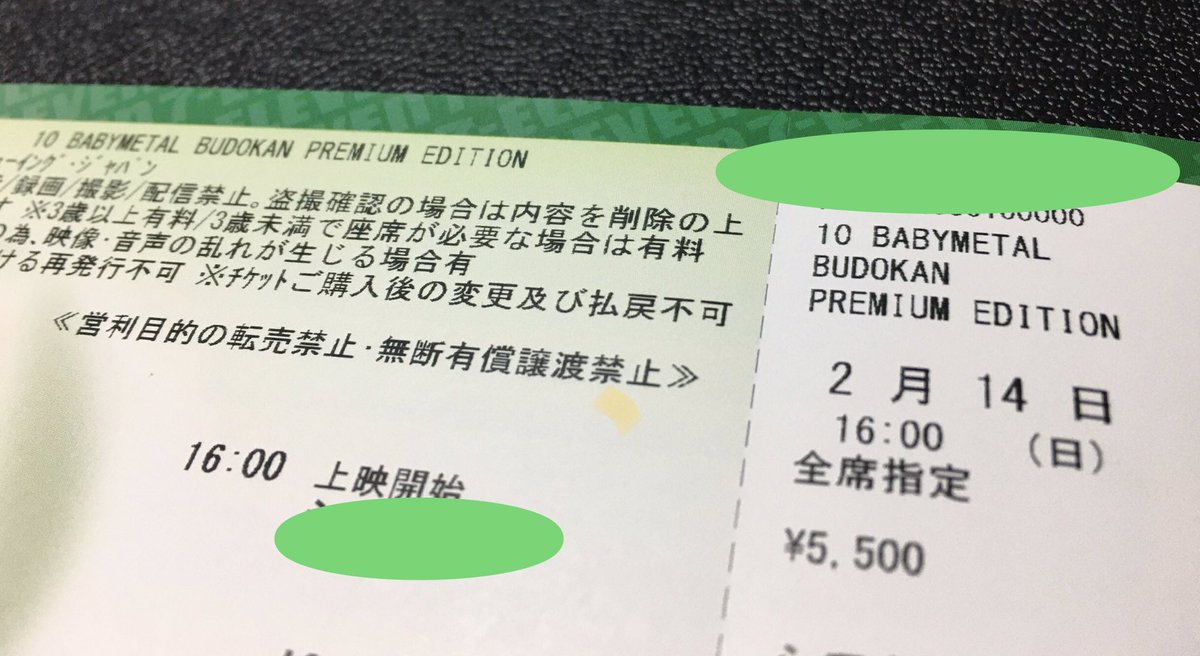 10 BABYMETAL BUDOKAN PREMIUM EDITION
ューイング・ジャパン
/録画/撮影/配信禁止。盗撮確認の場合は内容を削除の上
※3歳以上有料/3歳未満で座席が必要な場合は有料
の為、映像・音声の乱れが生じる場合有
ける再発行不可 ※チケットご購入後の変更及び払戻不可
≪営利目的の転売禁止・無断有償譲渡禁止≫
16:00 上映開始
10 BABYMETAL
BUDOKAN
PREMIUM EDITION
2 月 14 日
16:00 (日)
全席指定
¥5,500